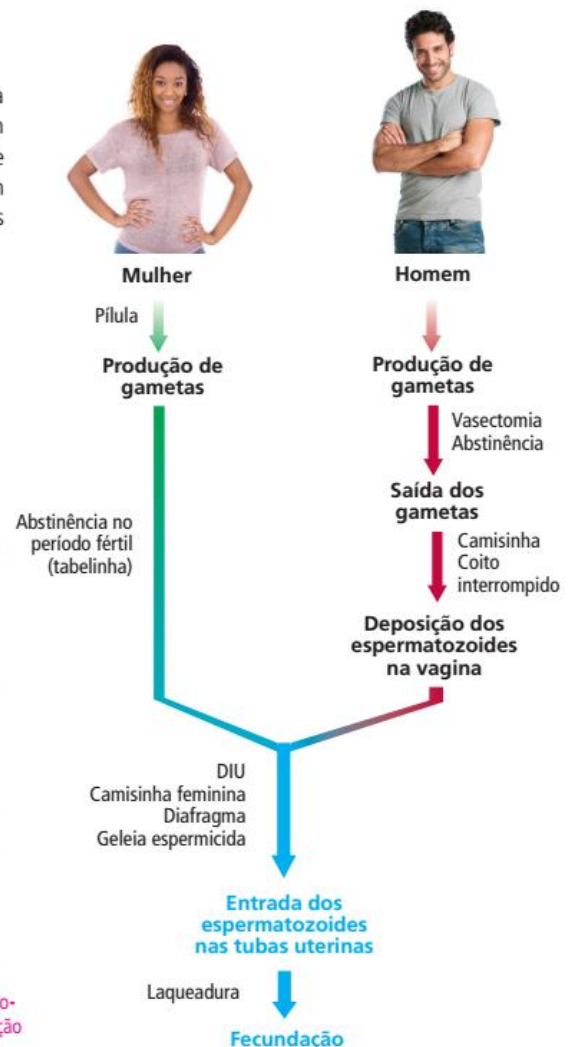 a
n
e
n
s
Mulher
Homem
Pílula
Produção de
gametas
Produção de
gametas
Vasectomia
Abstinência
Saída dos
gametas
Abstinência no
período fértil
(tabelinha)
Camisinha
Coito
interrompido
Deposição dos
espermatozoides
na vagina
DIU
Camisinha feminina
Diafragma
Geleia espermicida
Entrada dos
espermatozoides
nas tubas uterinas
Laqueadura
o-
ção
Fecundação